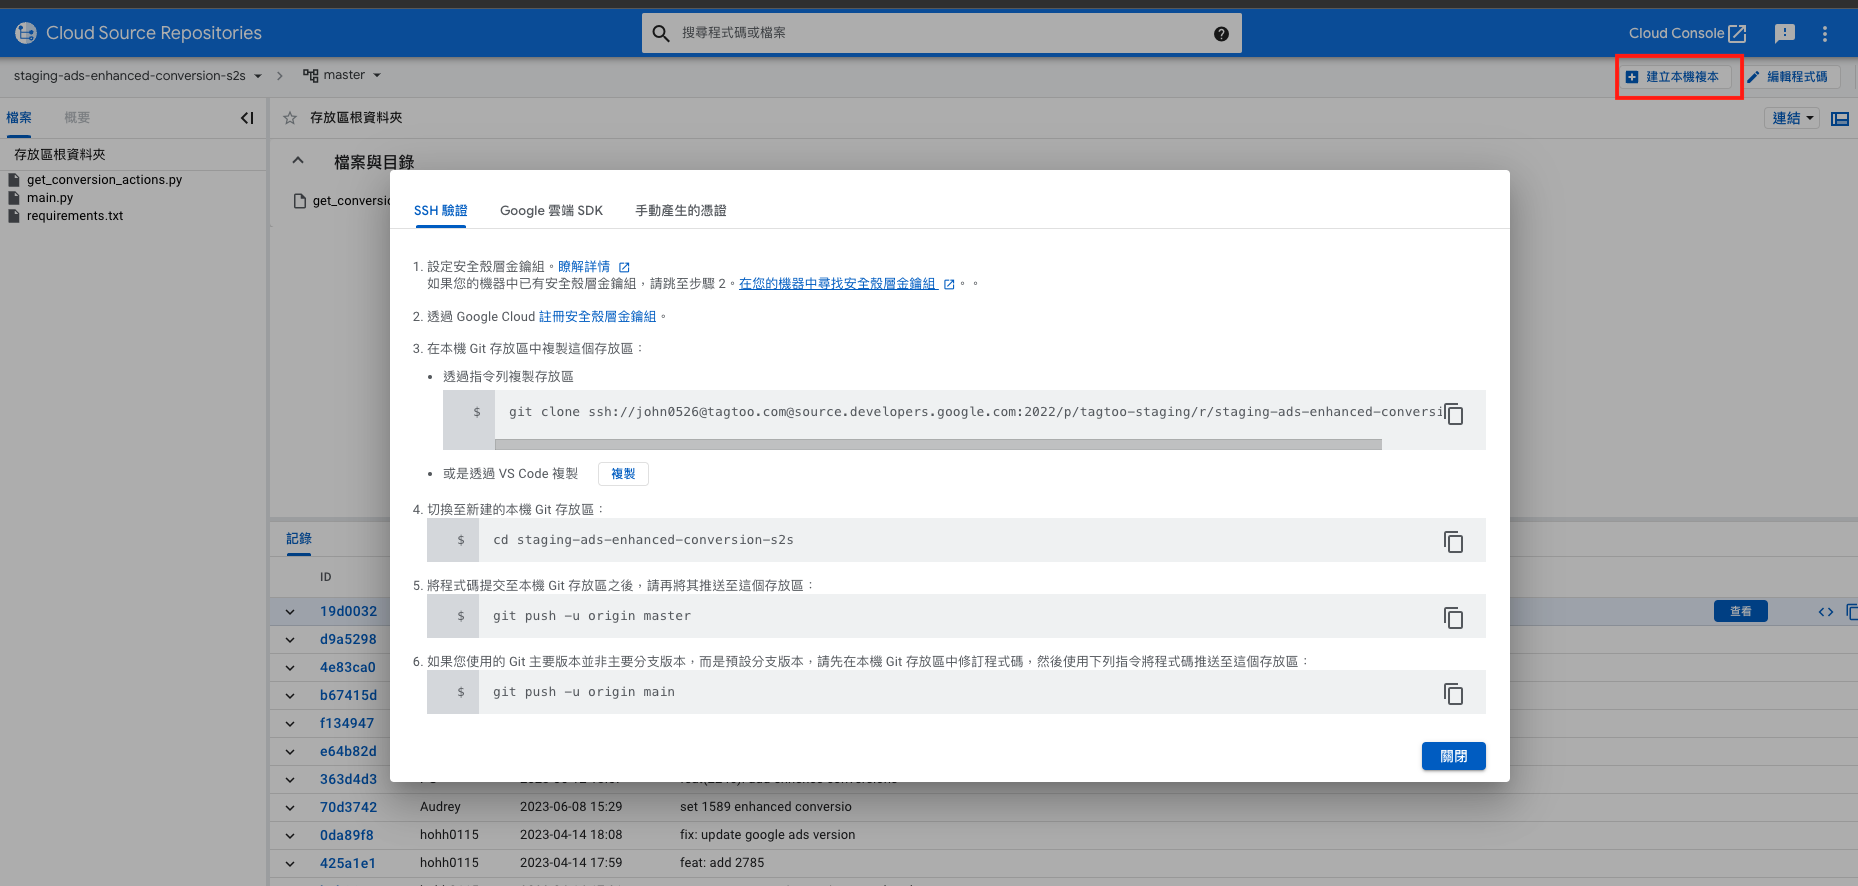 Cloud Source Repositories
搜尋程式碼或檔案
Cloud Console
staging-ads-enhanced-conversion-s2s
master
建立本機複本
編輯程式碼
檔案
概要
存放區根資料夾
連結
存放區根資料夾
檔案與目錄
get_conversion_actions.py
main.py
requirements.txt
SSH 驗證
Google 雲端 SDK
手動產生的憑證
1. 設定安全殼層金鑰組。瞭解詳情
如果您的機器中已有安全殼層金鑰組，請跳至步驟 2。在您的機器中尋找安全殼層金鑰組 。。
2. 透過 Google Cloud 註冊安全殼層金鑰組。
3. 在本機 Git 存放區中複製這個存放區：
• 透過指令列複製存放區
$ git clone ssh://john0526@tagtoo.com@source.developers.google.com:2022/p/tagtoo-staging/r/staging-ads-enhanced-conversi
• 或是透過 VS Code 複製 複製
4. 切換至新建的本機 Git 存放區：
$ cd staging-ads-enhanced-conversion-s2s
5. 將程式碼提交至本機 Git 存放區之後，請再將其推送至這個存放區：
$ git push -u origin master
6. 如果您使用的 Git 主要版本並非主要分支版本，而是預設分支版本，請先在本機 Git 存放區中修訂程式碼，然後使用下列指令將程式碼推送至這個存放區：
$ git push -u origin main
關閉
記錄
ID
19d0032 查看
d9a5298
4e83ca0
b67415d
f134947
e64b82d
363d4d3
70d3742 Audrey 2023-06-08 15:29 set 1589 enhanced conversio
0da89f8 hohh0115 2023-04-14 18:08 fix: update google ads version
425a1e1 hohh0115 2023-04-14 17:59 feat: add 2785